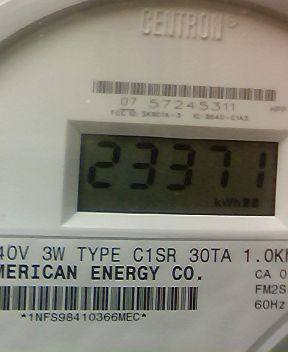 CENTRON®
07 57245311
23371
kWh
40V 3W TYPE C1SR 30TA 1.0K
MERICAN ENERGY CO.
CA 0
FM2S
60Hz
*1NFS98410366MEC*